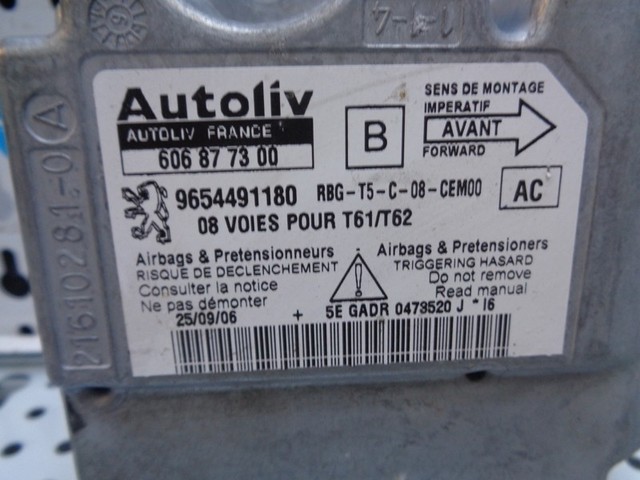 Autoliv
AUTOLIV FRANCE
606 87 73 00
B
SENS DE MONTAGE
IMPERATIF
AVANT
FORWARD
9654491180 RBG-T5-C-08-CEM00
AC
08 VOIES POUR T61/T62
Airbags & Pretensionneurs
RISQUE DE DECLENCHEMENT
Consulter la notice
Ne pas démonter
Airbags & Pretensioners
TRIGGERING HASARD
Do not remove
Read manual
25/09/06 + 5E GADR 0473520 J * 16
21610281-0 A